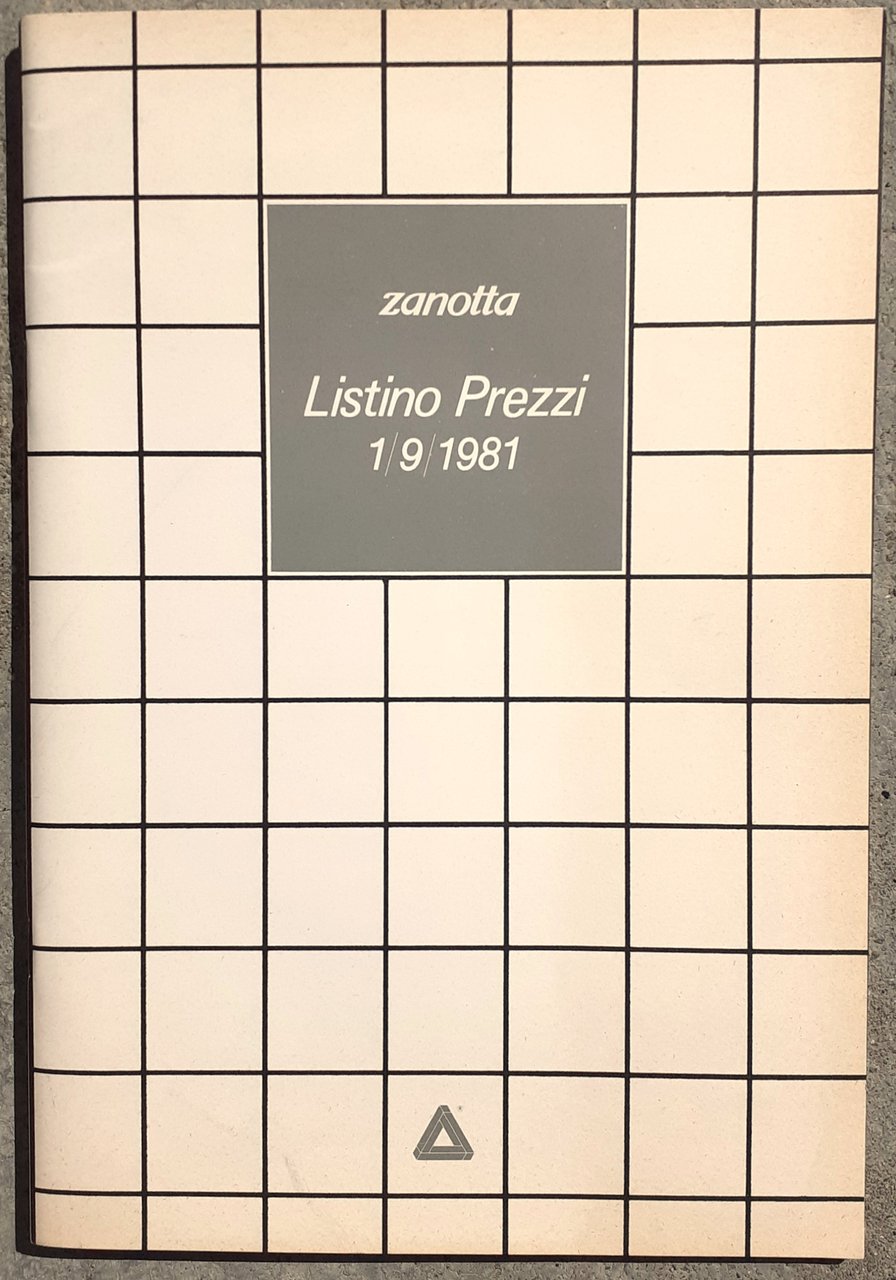 zanotta
Listino Prezzi
1/9/1981